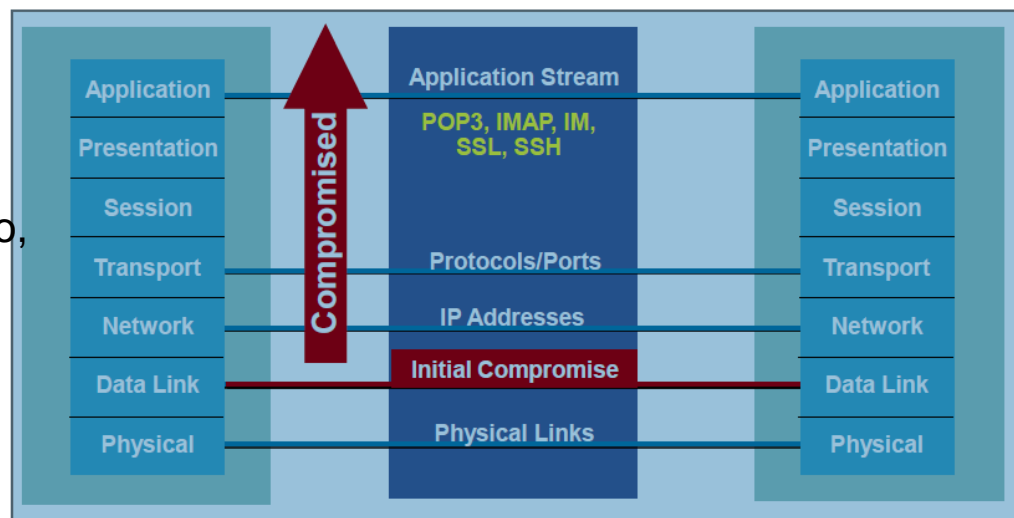 Application
Presentation
Session
Transport
Network
Data Link
Physical
Compromised
Application Stream
POP3, IMAP, IM,
SSL, SSH
Protocols/Ports
IP Addresses
Initial Compromise
Physical Links
Application
Presentation
Session
Transport
Network
Data Link
Physical